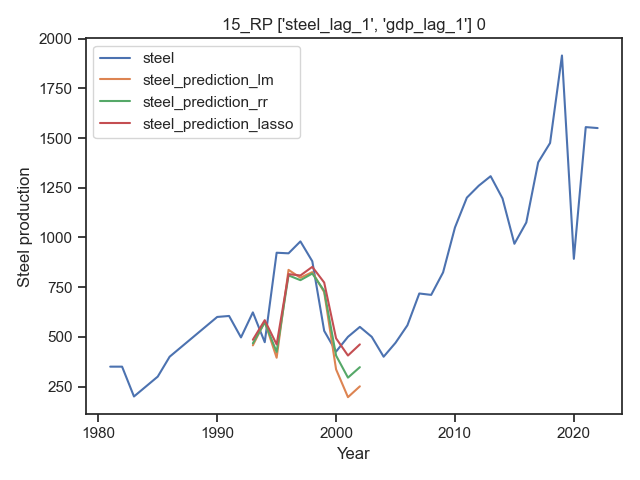 15_RP ['steel_lag_1', 'gdp_lag_1'] 0
steel
steel_prediction_lm
steel_prediction_rr
steel_prediction_lasso
Steel production
2000
1750
1500
1250
1000
750
500
250
1980
1990
2000
2010
2020
Year